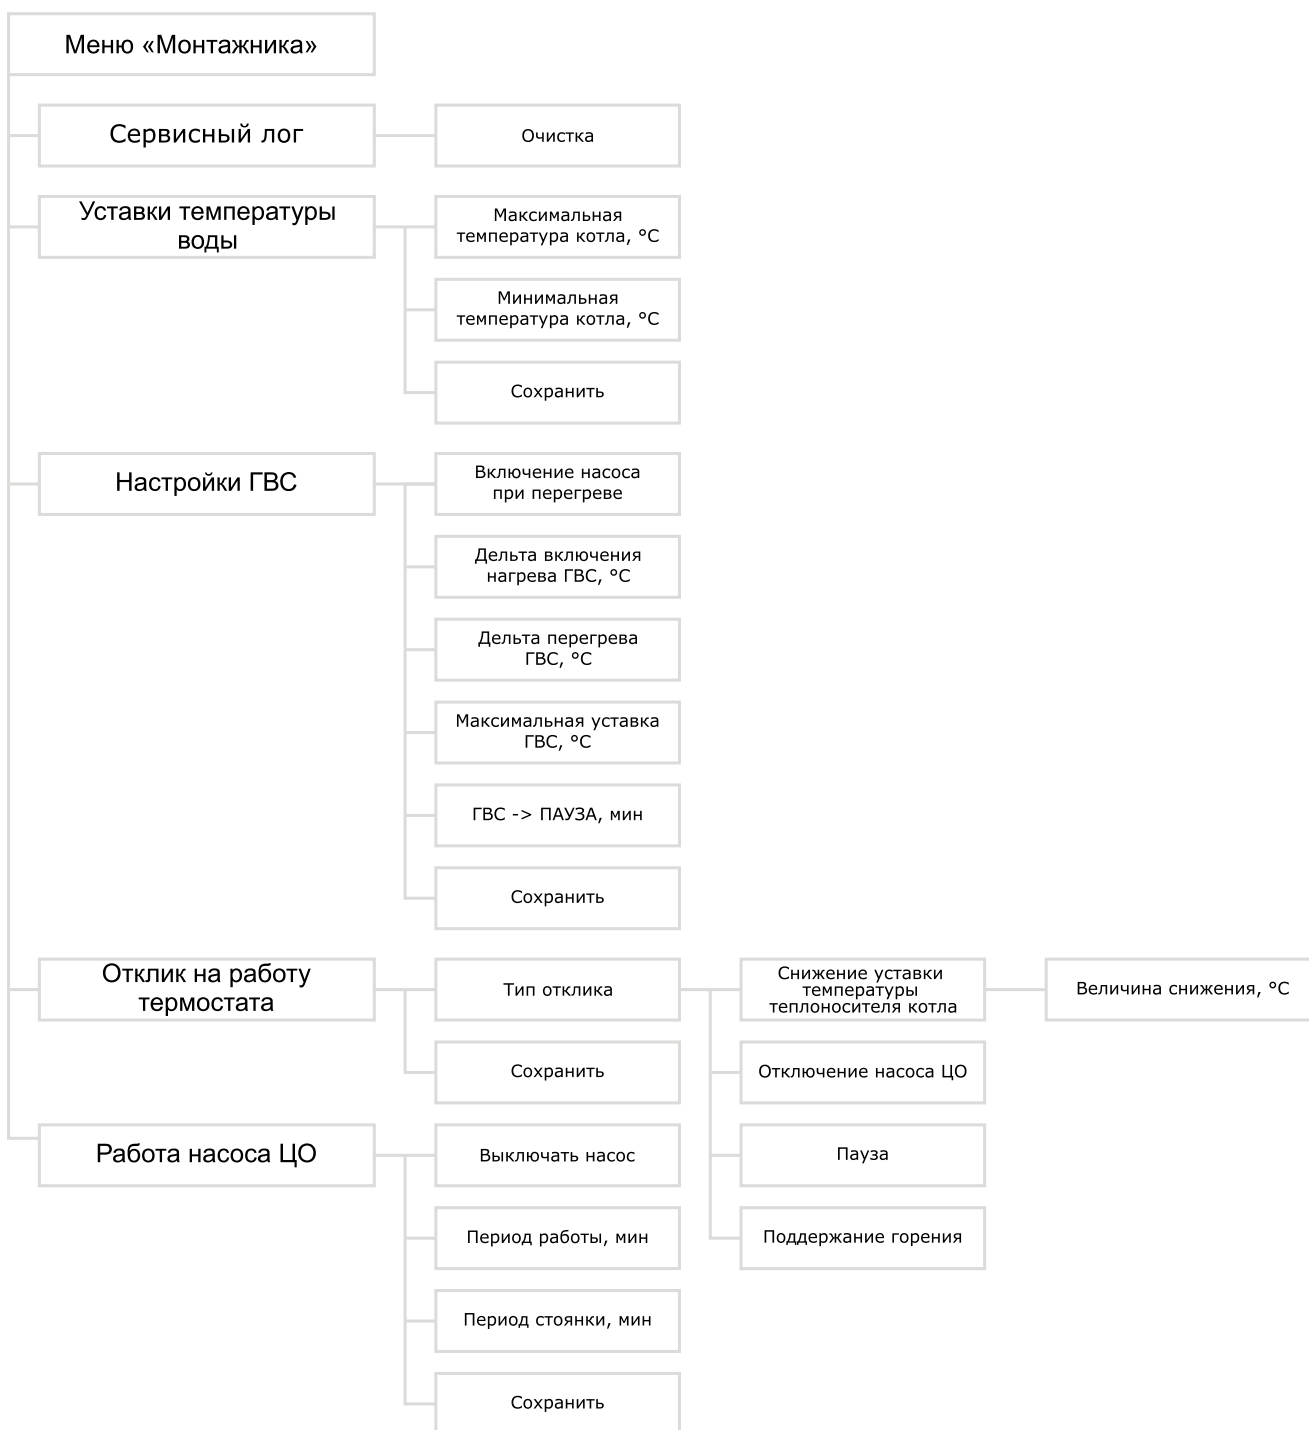 Меню «Монтажника»
Сервисный лог
Очистка
Уставки температуры
воды
Максимальная
температура котла, °C
Минимальная
температура котла, °C
Сохранить
Настройки ГВС
Включение насоса
при перегреве
Дельта включения
нагрева ГВС, °C
Дельта перегрева
ГВС, °C
Максимальная уставка
ГВС, °C
ГВС -> ПАУЗА, мин
Сохранить
Отклик на работу
термостата
Тип отклика
Снижение уставки
температуры
теплоносителя котла
Величина снижения, °C
Сохранить
Отключение насоса ЦО
Работа насоса ЦО
Выключать насос
Пауза
Период работы, мин
Поддержание горения
Период стоянки, мин
Сохранить